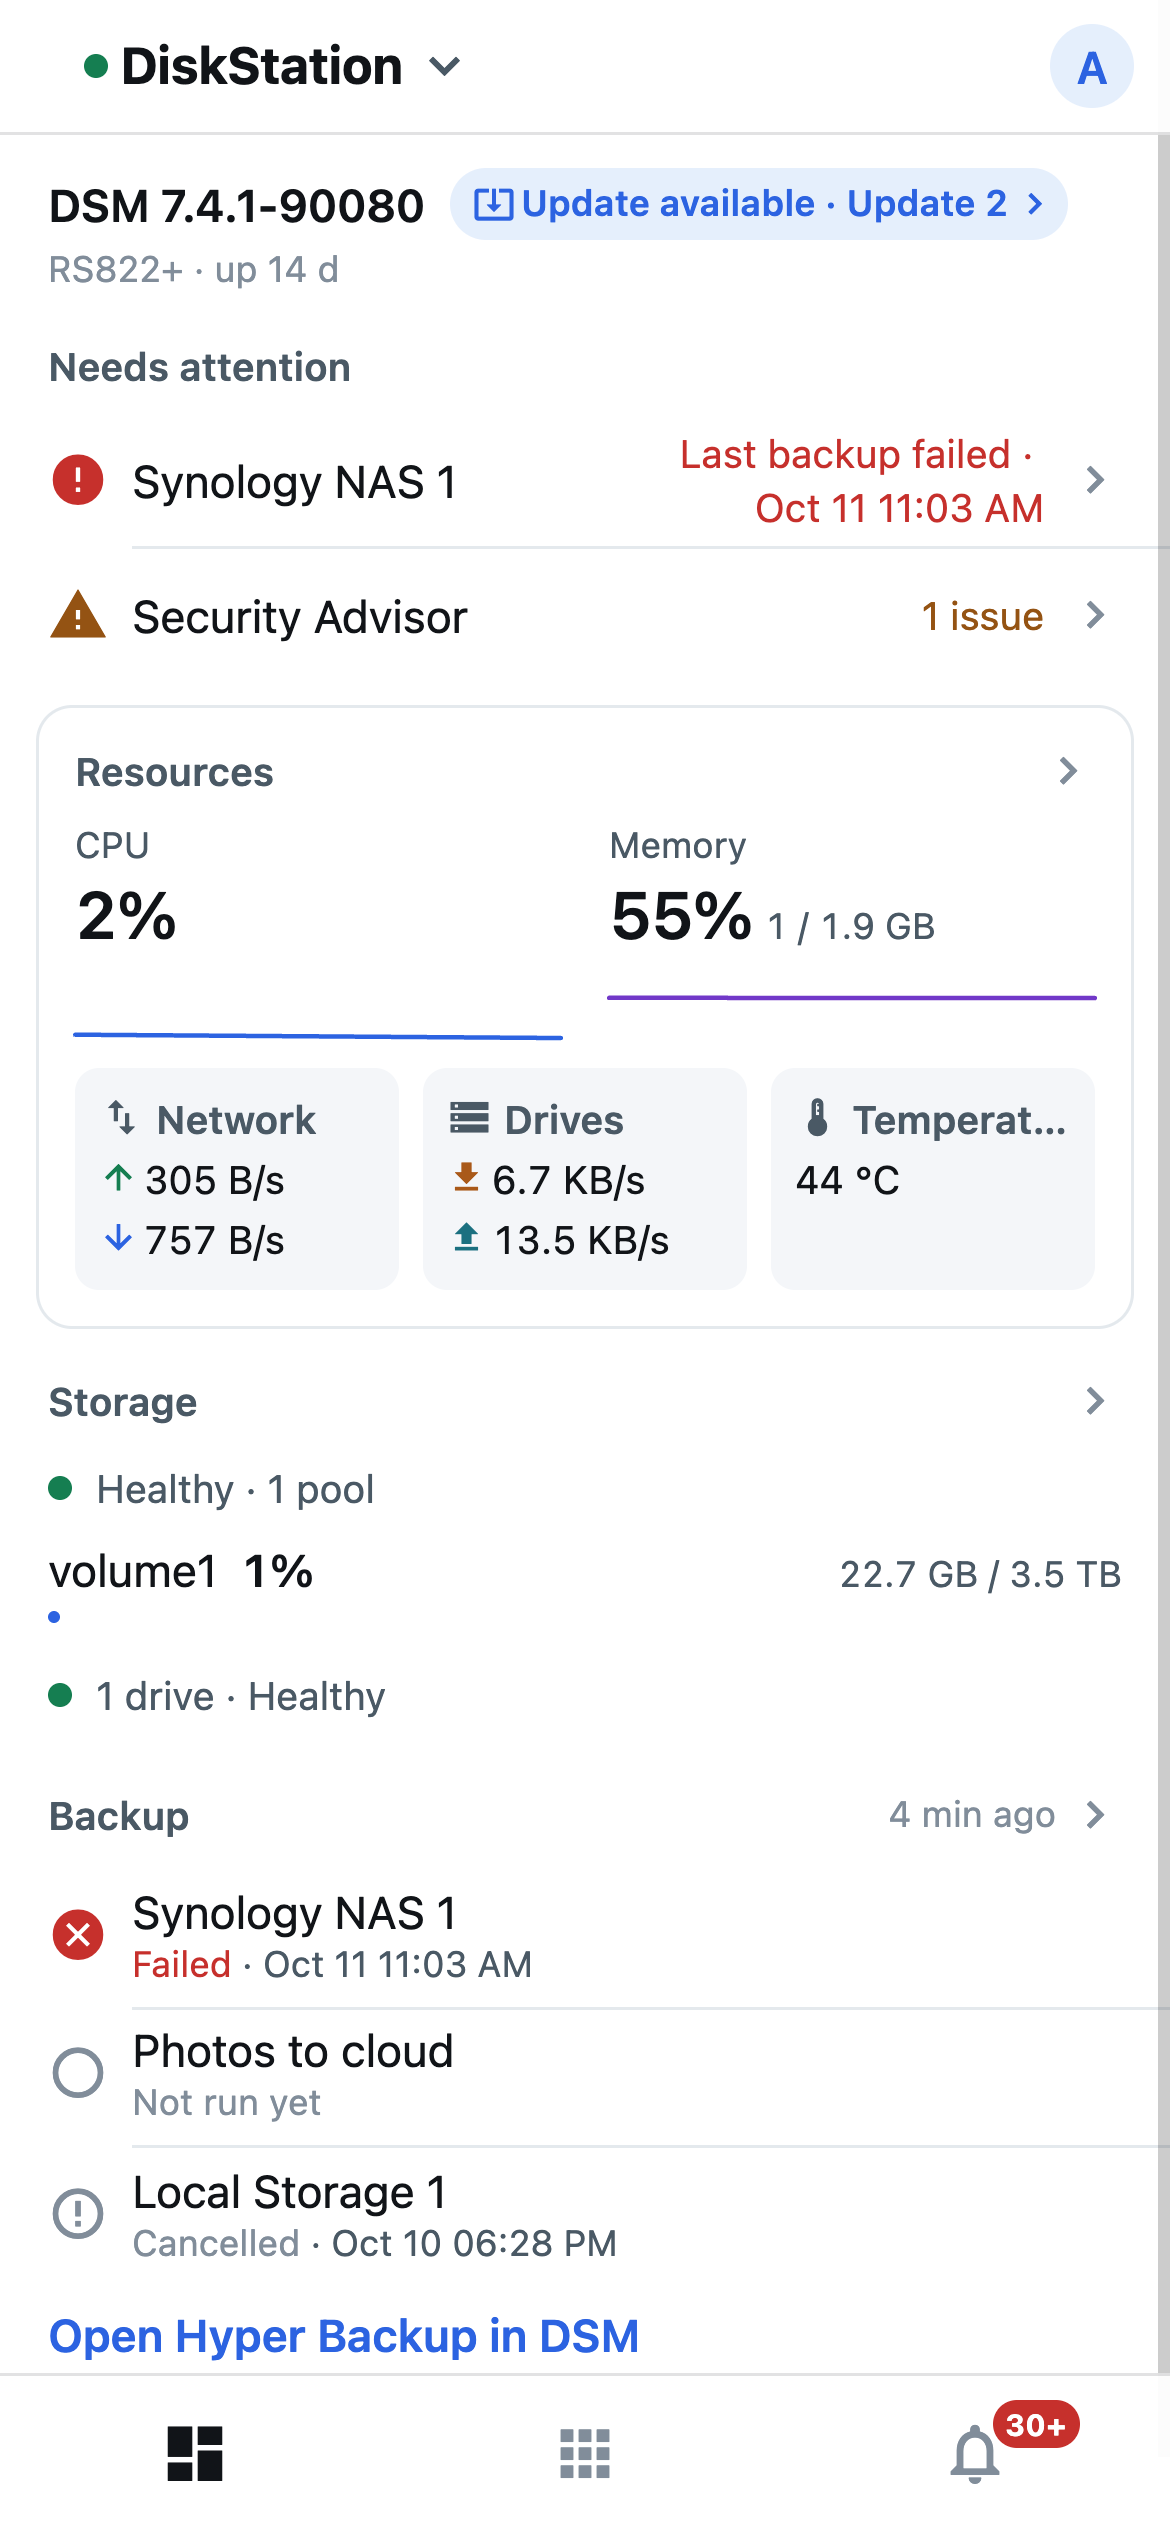 DiskStation
A
DSM 7.4.1-90080
Update available · Update 2
RS822+ · up 14 d
Needs attention
Synology NAS 1
Last backup failed ·
Oct 11 11:03 AM
Security Advisor
1 issue
Resources
CPU
Memory
2%
55% 1 / 1.9 GB
Network
305 B/s
757 B/s
Drives
6.7 KB/s
13.5 KB/s
Temperat...
44 °C
Storage
Healthy · 1 pool
volume1 1%
22.7 GB / 3.5 TB
1 drive · Healthy
Backup
4 min ago
Synology NAS 1
Failed · Oct 11 11:03 AM
Photos to cloud
Not run yet
Local Storage 1
Cancelled · Oct 10 06:28 PM
Open Hyper Backup in DSM
30+